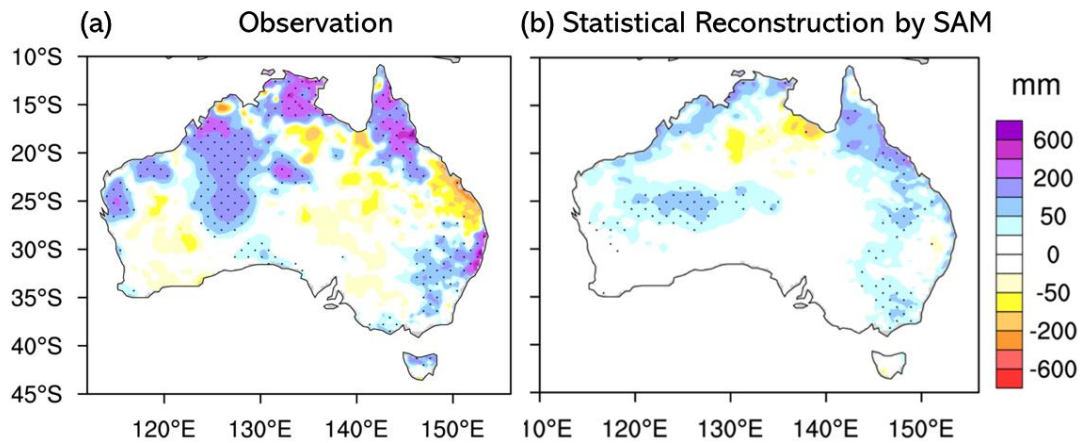 (a) Observation
(b) Statistical Reconstruction by SAM
10°S
15°S
20°S
25°S
30°S
35°S
40°S
45°S
120°E 130°E 140°E 150°E
10°E 120°E 130°E 140°E 150°E
mm
600
200
50
0
-50
-200
-600